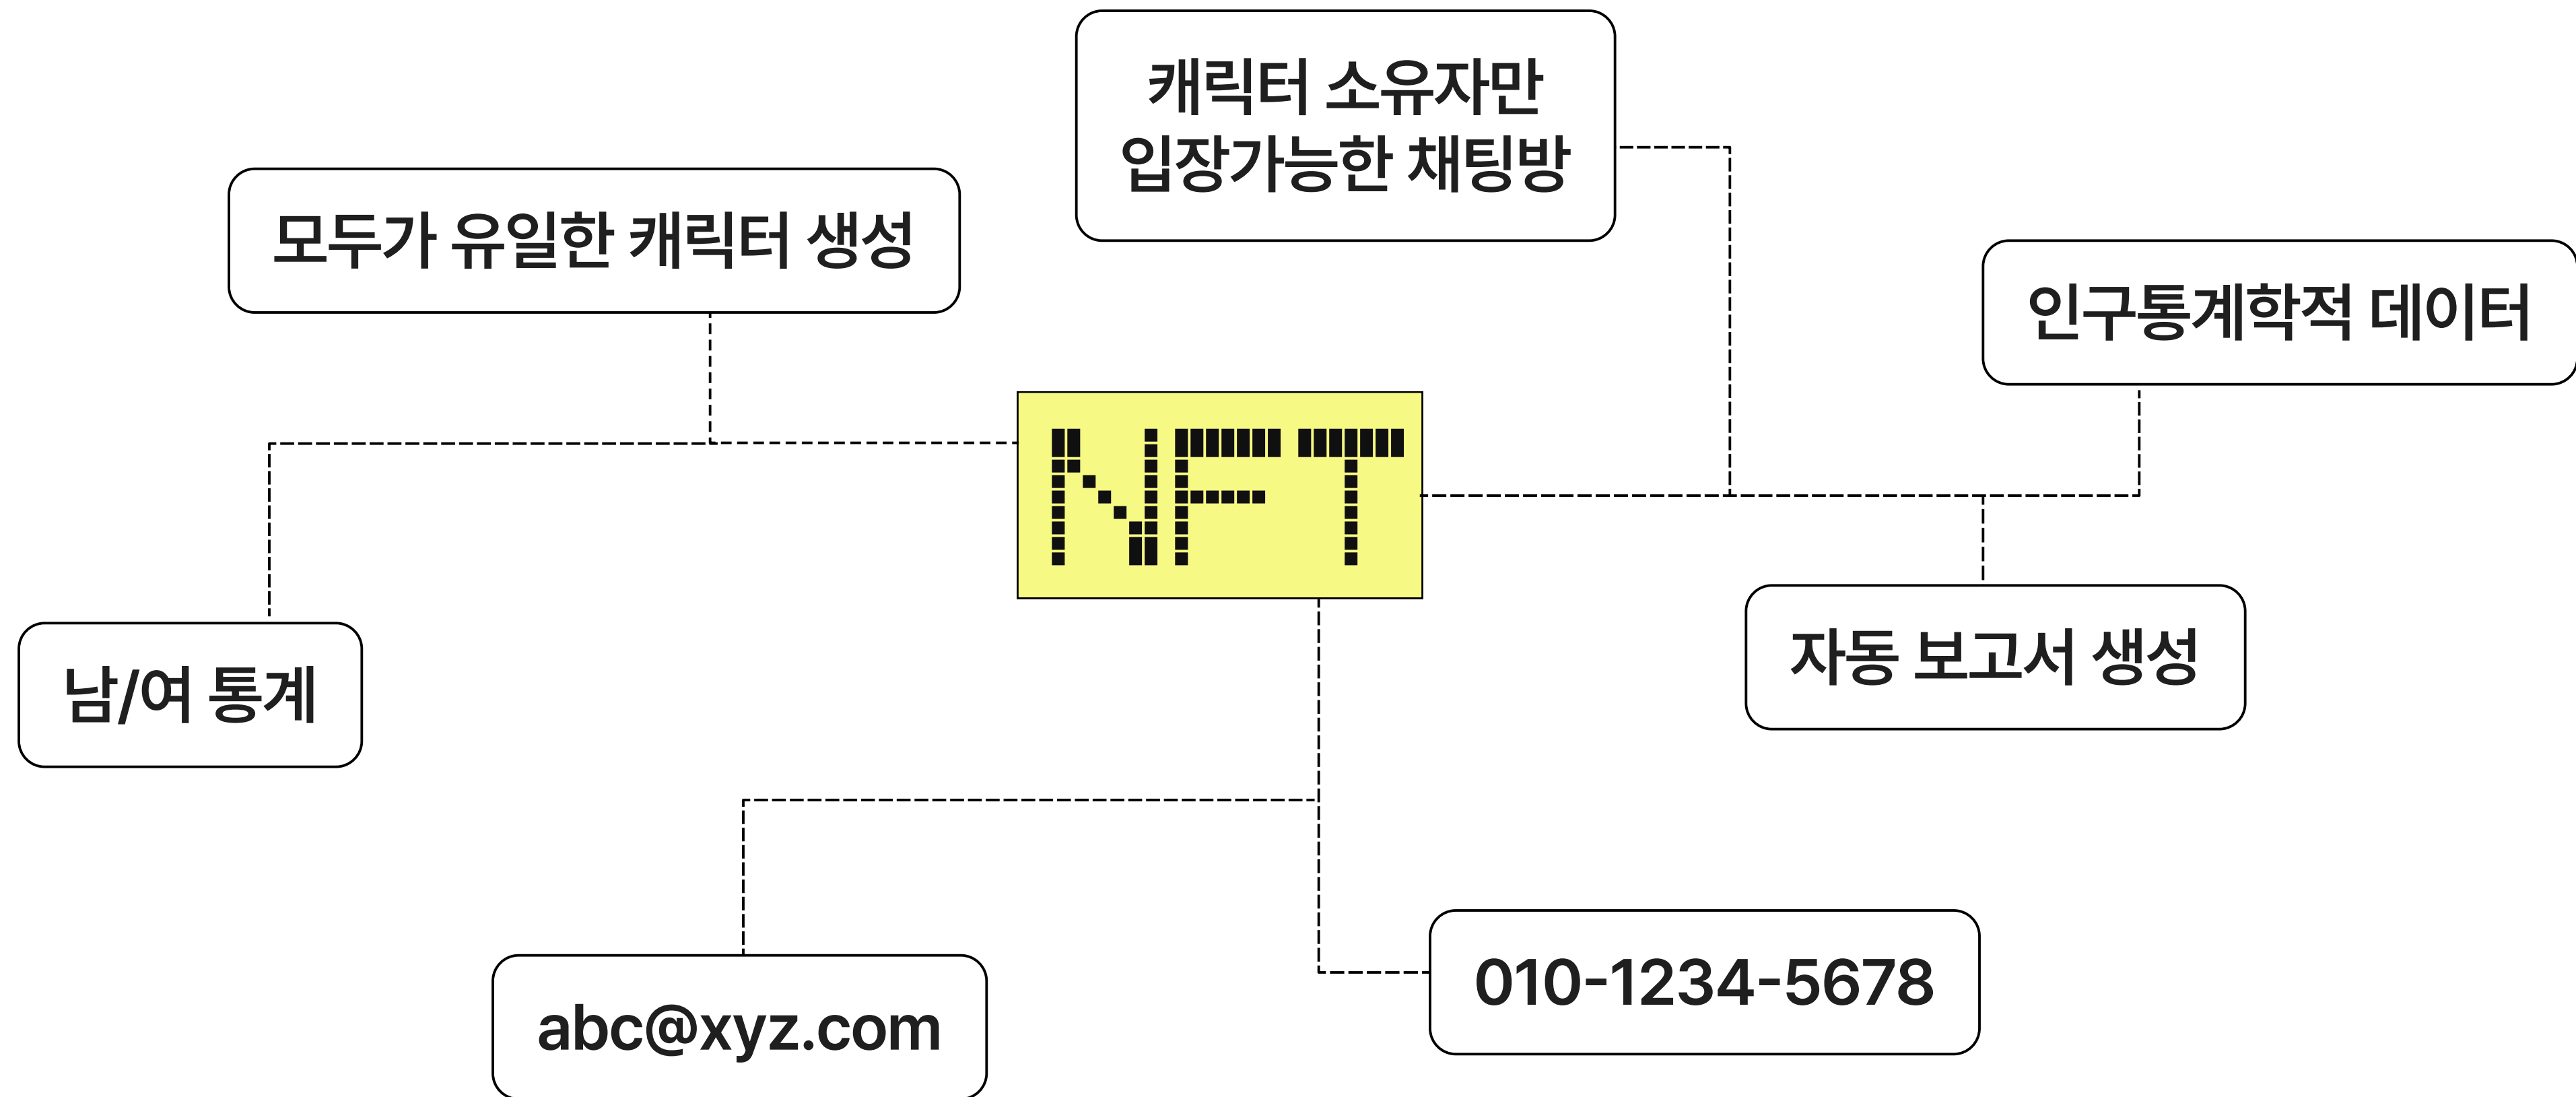 캐릭터 소유자만
입장가능한 채팅방
모두가 유일한 캐릭터 생성
인구통계학적 데이터
NFT
남/여 통계
자동 보고서 생성
abc@xyz.com
010-1234-5678